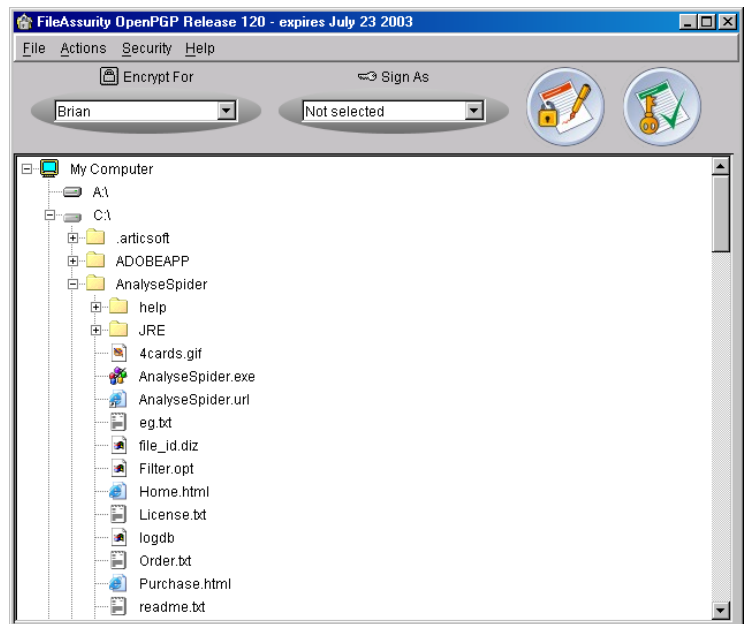 FileAssurity OpenPGP Release 120 - expires July 23 2003
File Actions Security Help
Encrypt For Sign As
Brian Not selected
My Computer
A:\
C:\
.articsoft
ADOBEAPP
AnalyseSpider
help
JRE
4cards.gif
AnalyseSpider.exe
AnalyseSpider.url
eg.txt
file_id.diz
Filter.opt
Home.html
License.txt
logdb
Order.txt
Purchase.html
readme.txt